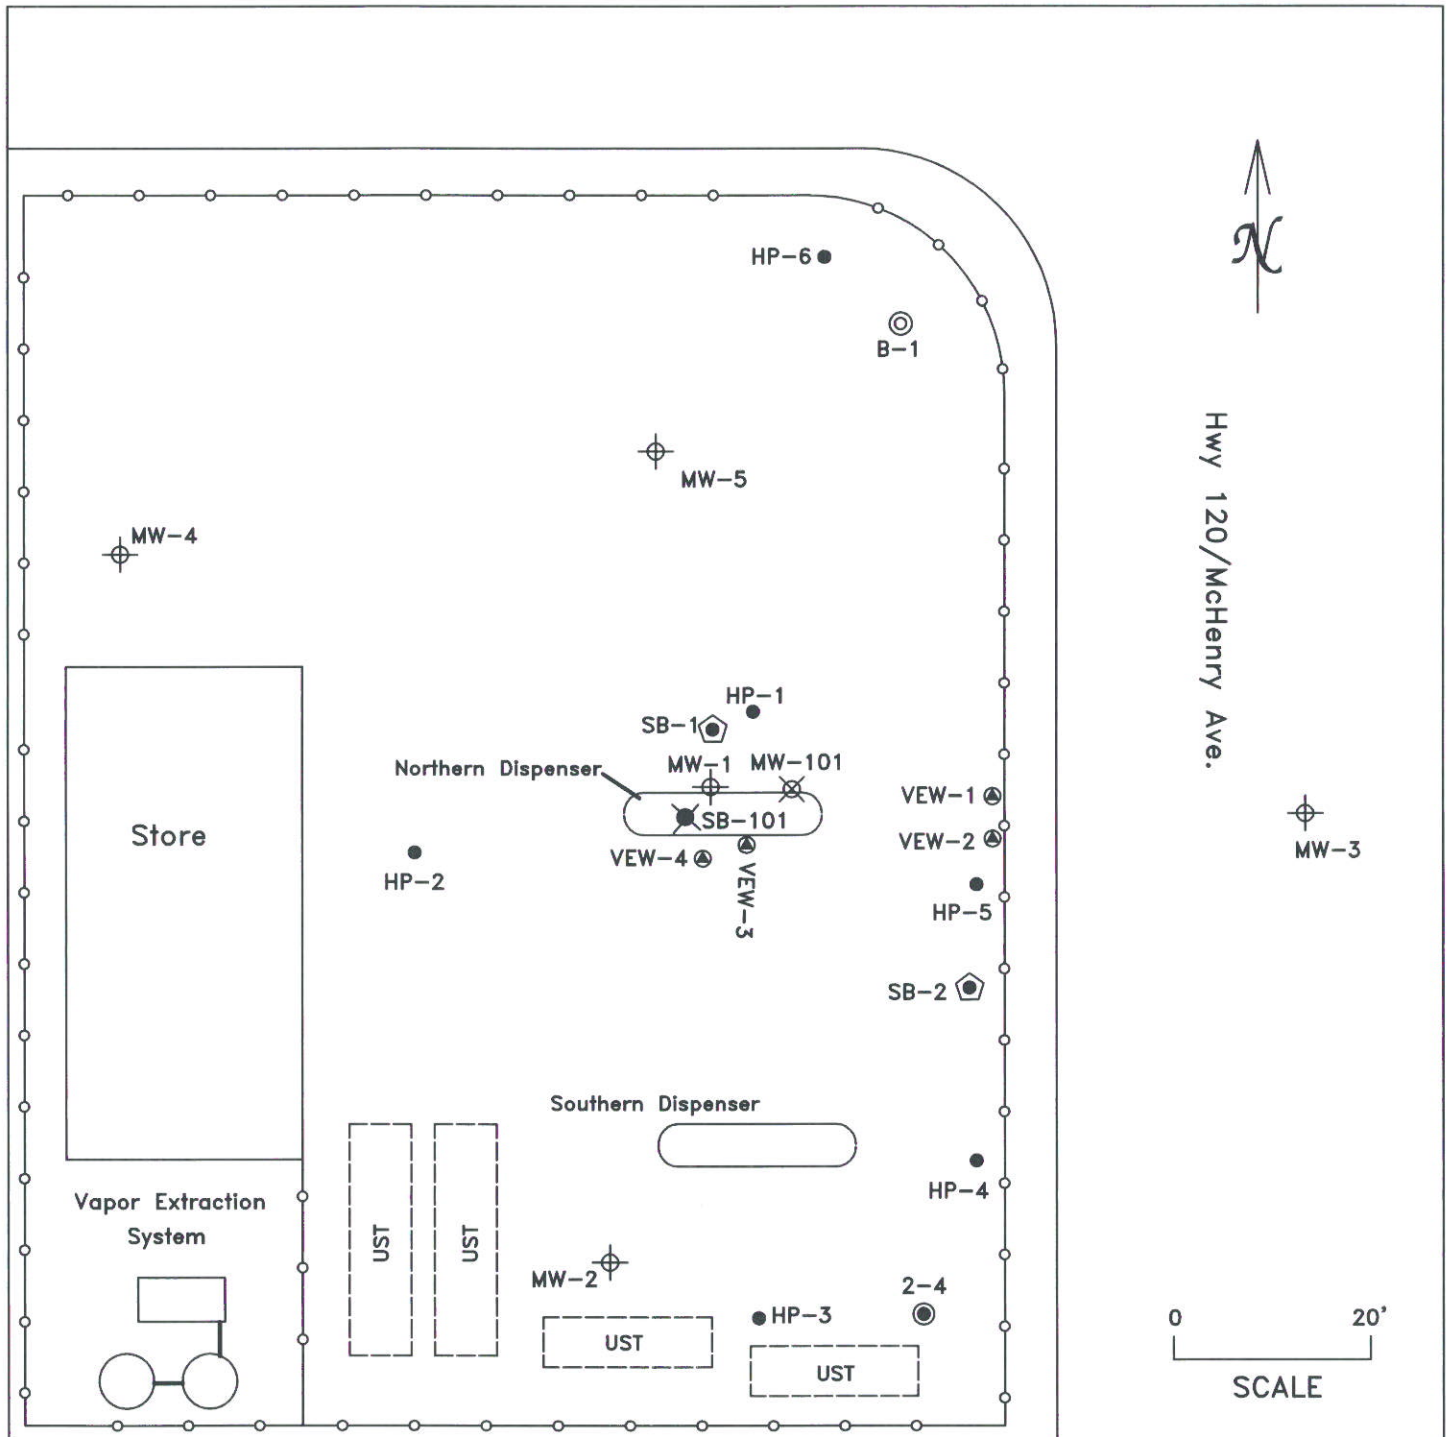 HP-6
N
B-1
Hwy 120/McHenry Ave.
MW-5
MW-4
HP-1
SB-1
MW-1
MW-101
Northern Dispenser
VEW-1
SB-101
Store
VEW-2
MW-3
VEW-4
VEW-3
HP-2
HP-5
SB-2
Southern Dispenser
HP-4
Vapor Extraction
System
UST
UST
MW-2
2-4
HP-3
0 20'
UST
UST
SCALE